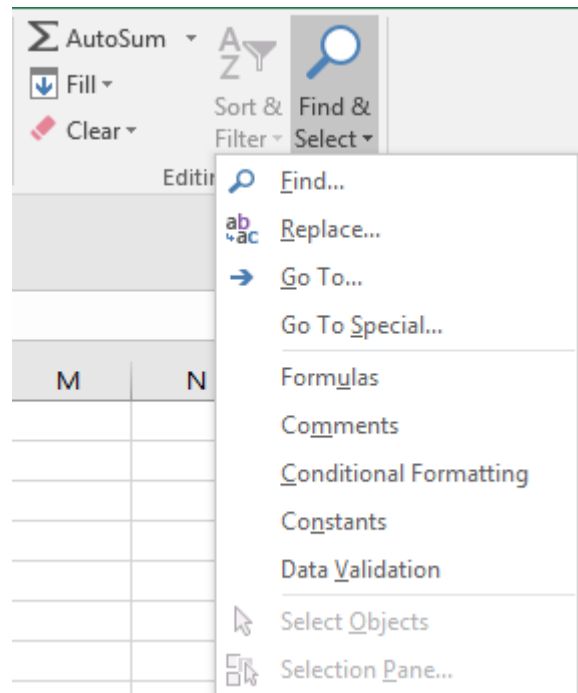 AutoSum
Fill
Clear
Sort &
Filter
Find &
Select
Find...
Replace...
Go To...
Go To Special...
Formulas
Comments
Conditional Formatting
Constants
Data Validation
Select Objects
Selection Pane...
M N